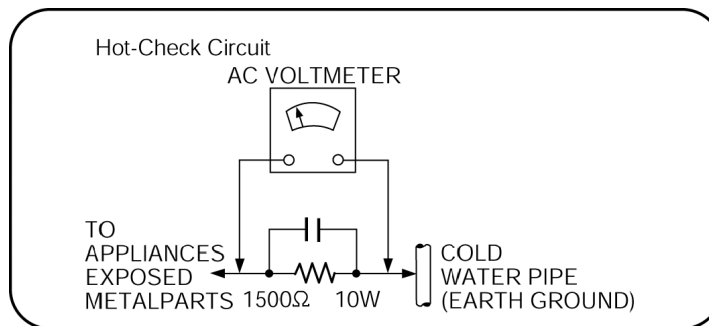 Hot-Check Circuit
AC VOLTMETER
TO
APPLIANCES
EXPOSED
METALPARTS
1500Ω 10W
COLD
WATER PIPE
(EARTH GROUND)